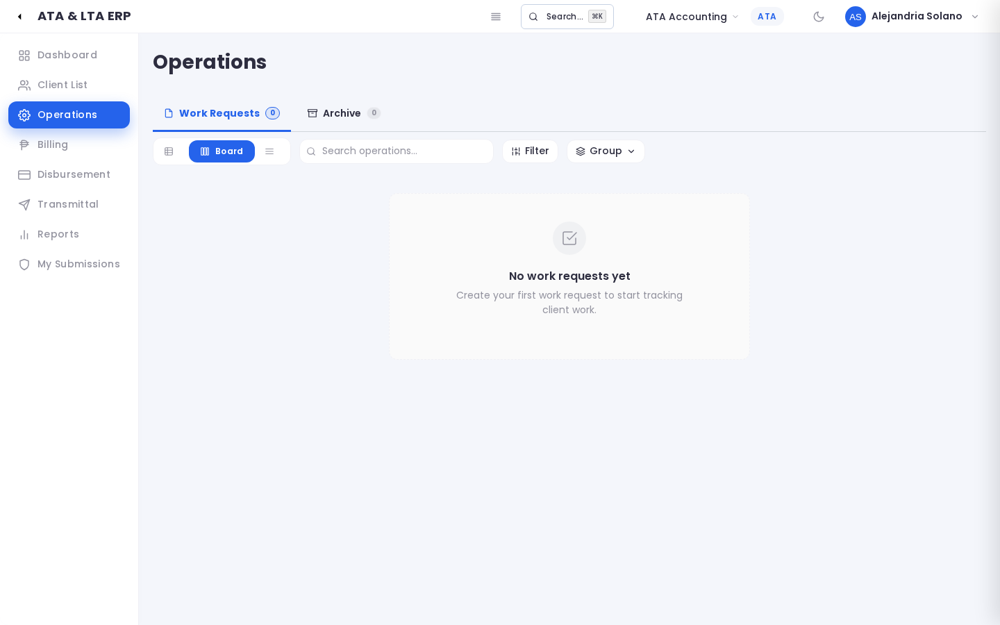 ATA & LTA ERP
Search... ⌘K
ATA Accounting
ATA
AS
Alejandria Solano
Dashboard
Client List
Operations
Billing
Disbursement
Transmittal
Reports
My Submissions
Operations
Work Requests 0
Archive 0
Board
Search operations...
Filter
Group
No work requests yet
Create your first work request to start tracking
client work.